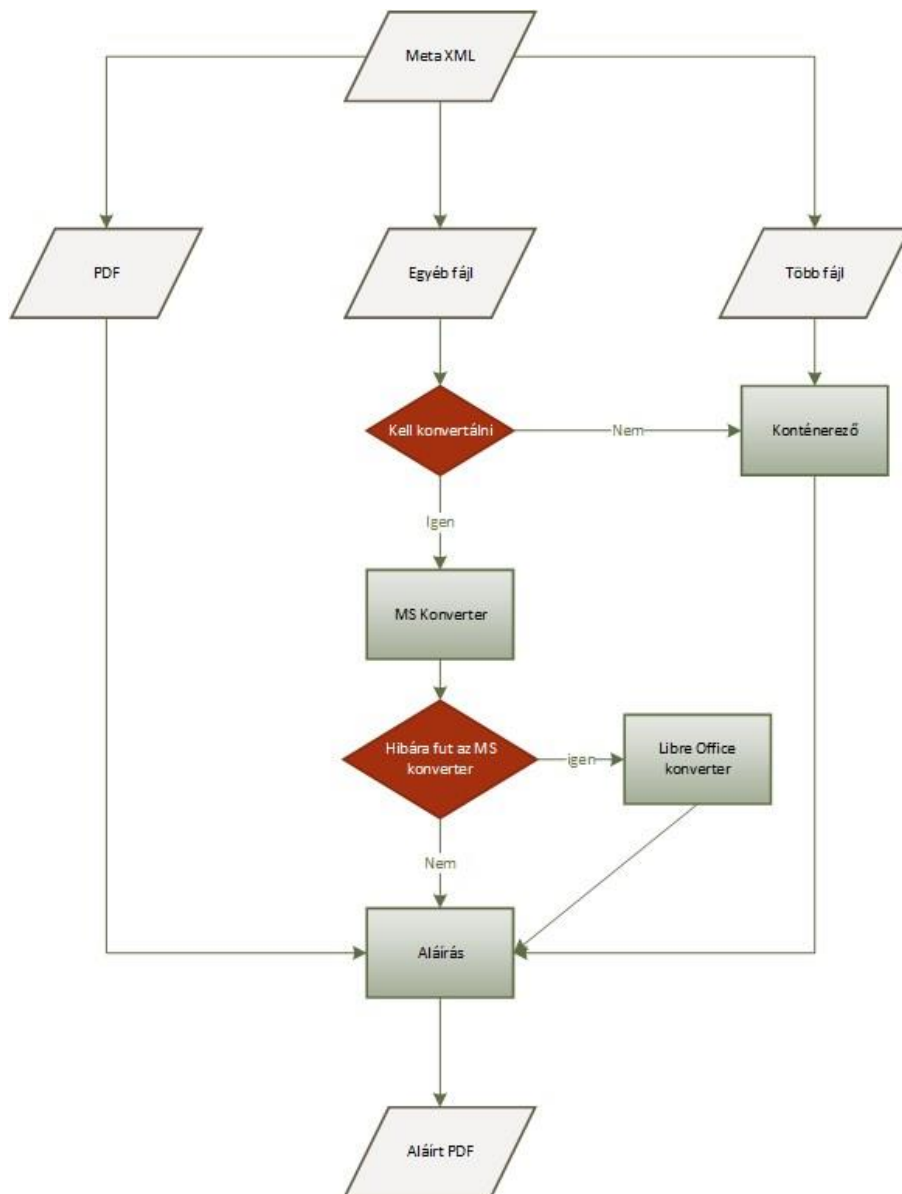 Meta XML
PDF
Egyéb fájl
Több fájl
Kell konvertálni
Nem
Konténerező
Igen
MS Konverter
Hibára fut az MS
konverter
igen
Libre Office
konverter
Nem
Aláírás
Aláírt PDF